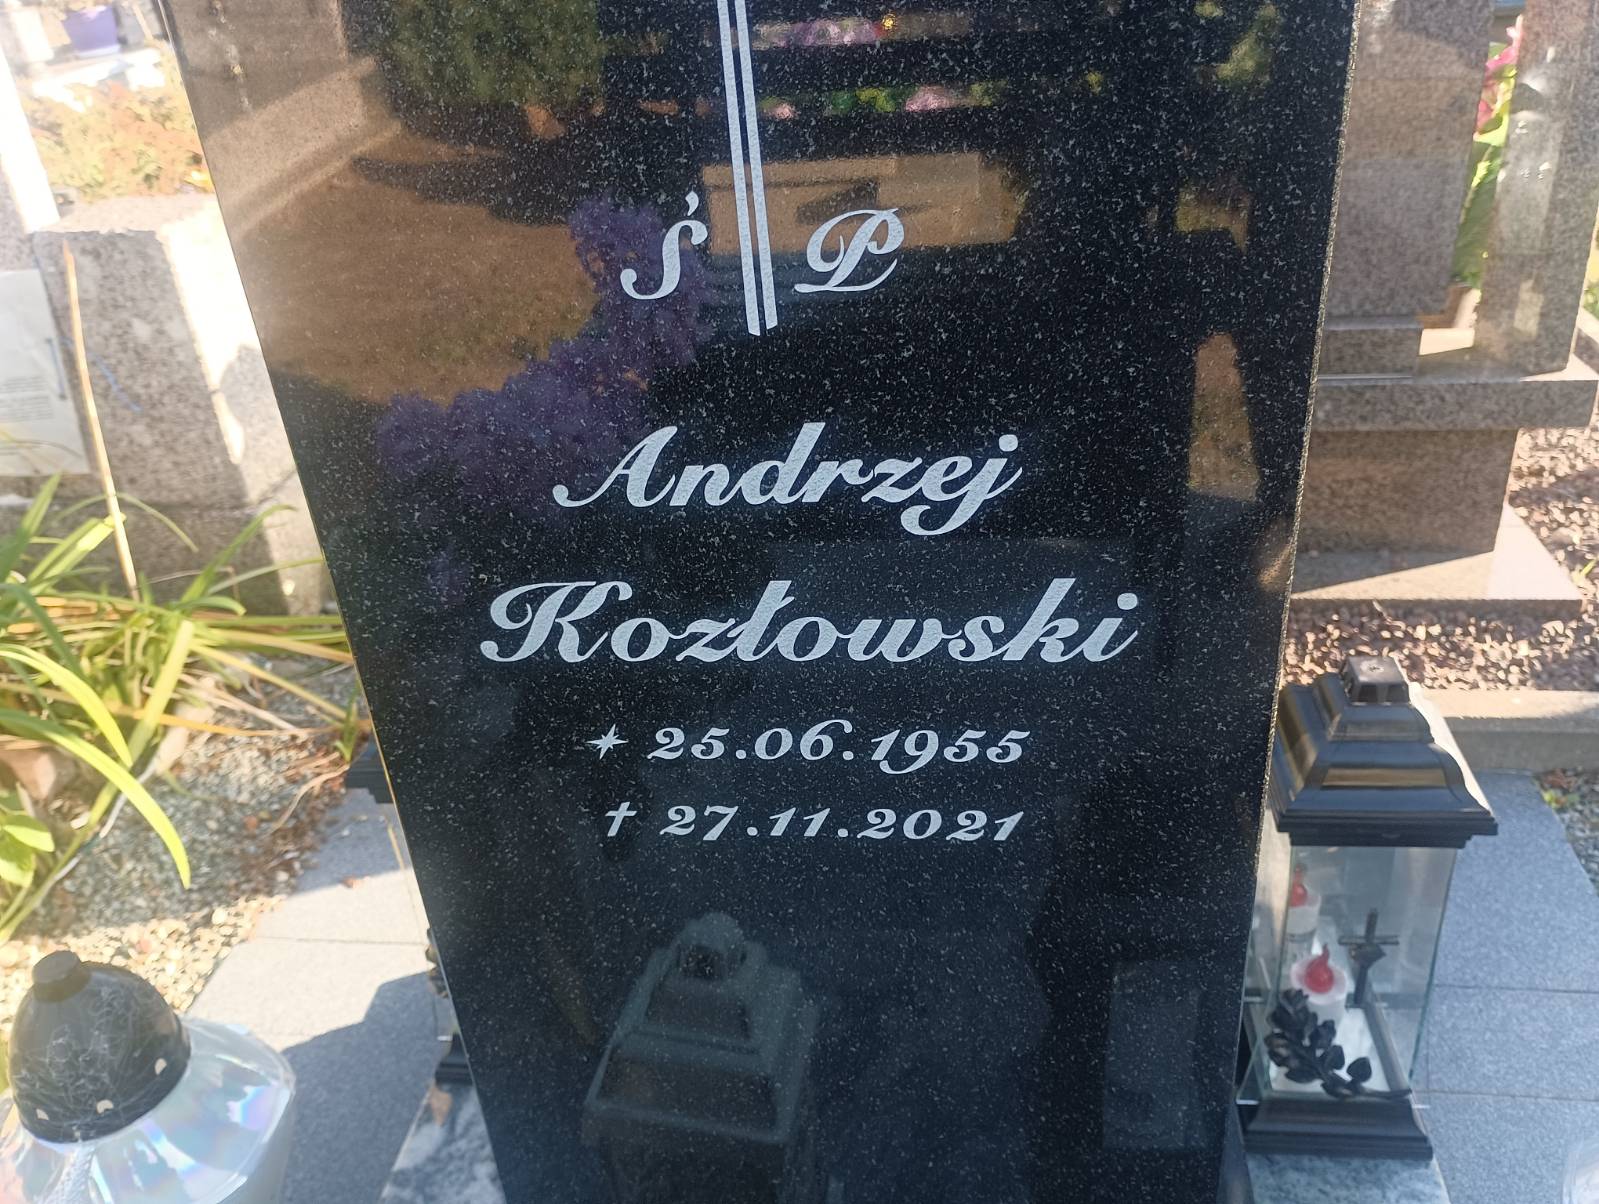 Ś P
Andrzej
Kozłowski
* 25.06.1955
† 27.11.2021